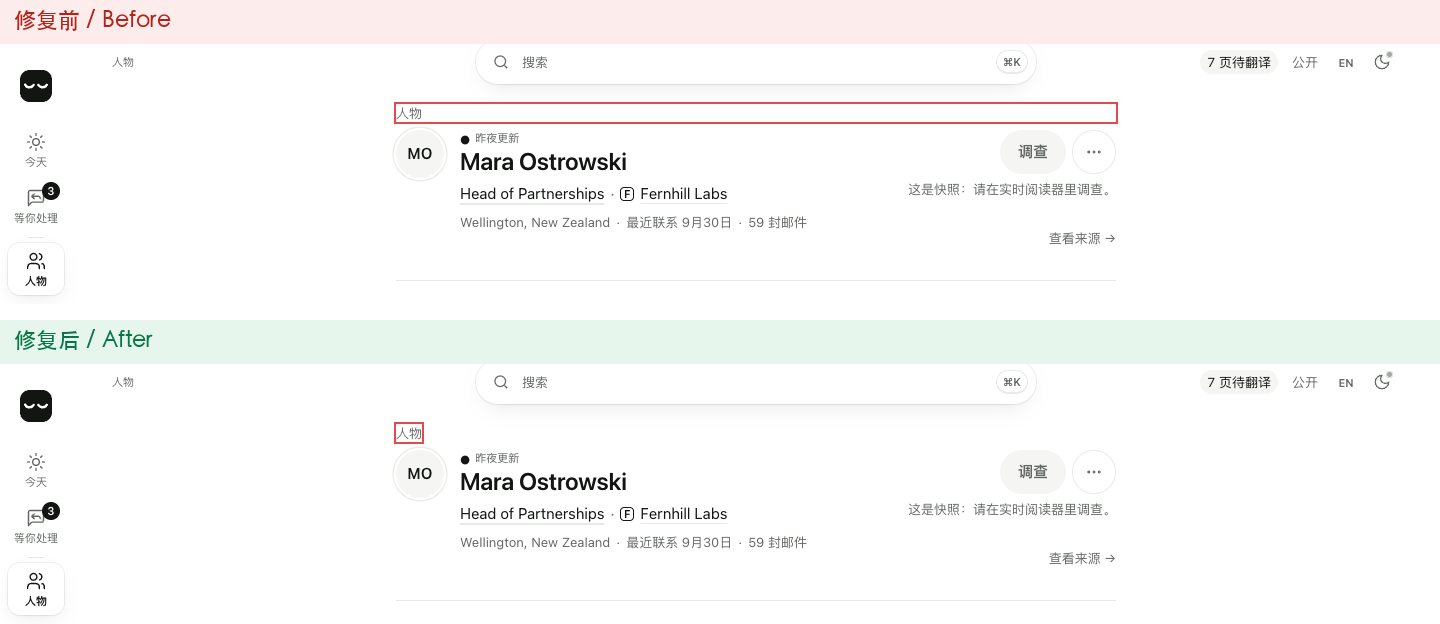 修复前 / Before
人物
搜索
⌘K
7 页待翻译
公开
EN
今天
3
等你处理
人物
人物
MO
昨夜更新
Mara Ostrowski
Head of Partnerships · F Fernhill Labs
Wellington, New Zealand · 最近联系 9月30日 · 59 封邮件
调查
这是快照：请在实时阅读器里调查。
查看来源 →
修复后 / After
人物
搜索
⌘K
7 页待翻译
公开
EN
今天
3
等你处理
人物
人物
MO
昨夜更新
Mara Ostrowski
Head of Partnerships · F Fernhill Labs
Wellington, New Zealand · 最近联系 9月30日 · 59 封邮件
调查
这是快照：请在实时阅读器里调查。
查看来源 →